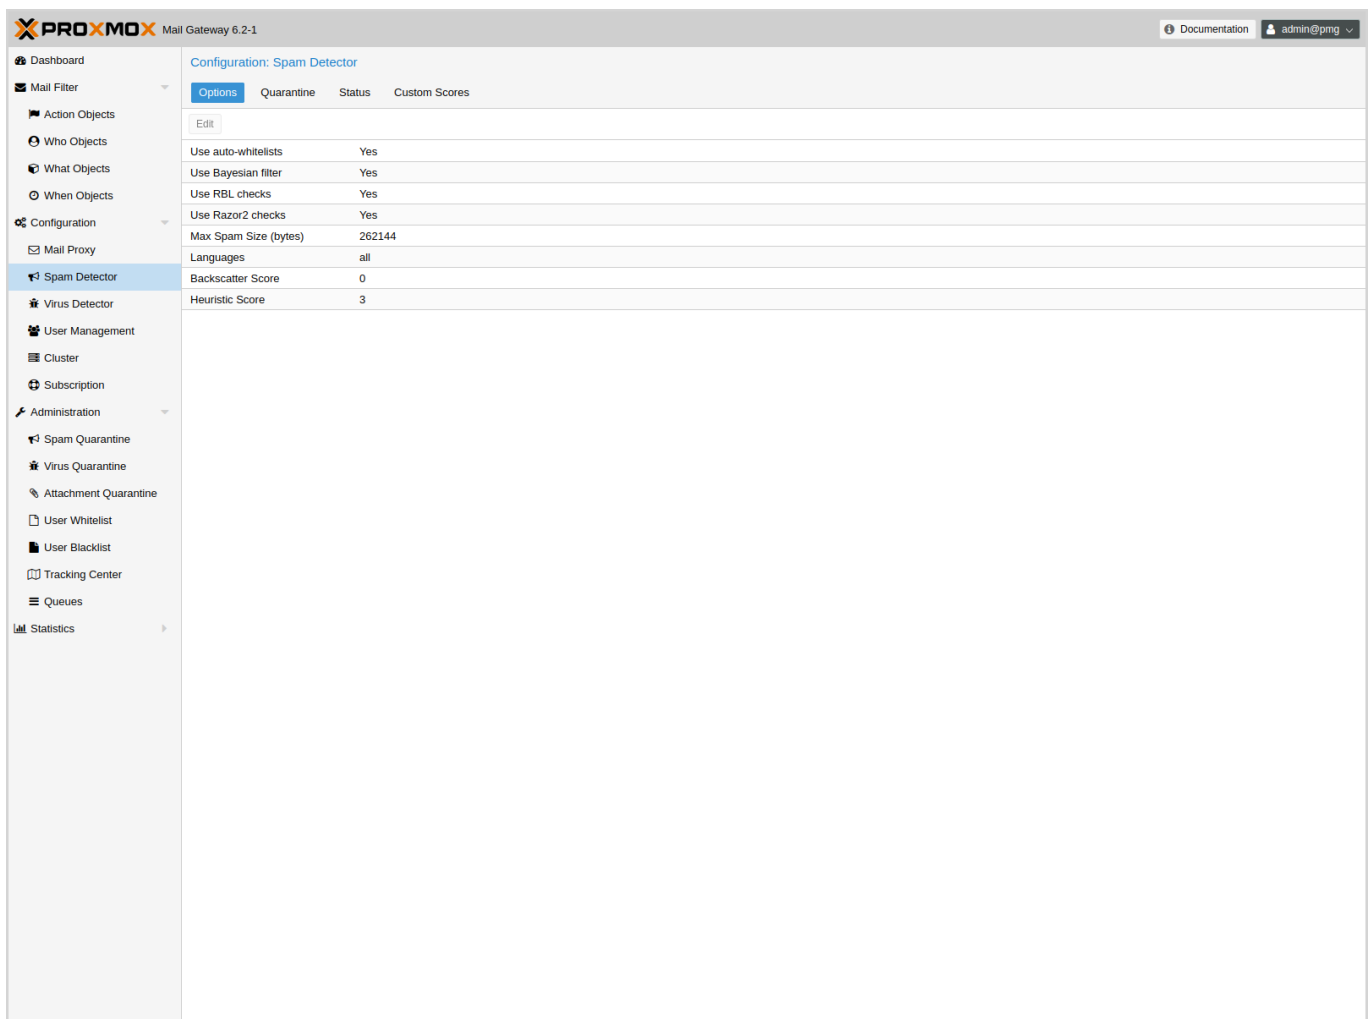 PROXMOX Mail Gateway 6.2-1
Documentation
admin@pmg
Dashboard
Mail Filter
Action Objects
Who Objects
What Objects
When Objects
Configuration
Mail Proxy
Spam Detector
Virus Detector
User Management
Cluster
Subscription
Administration
Spam Quarantine
Virus Quarantine
Attachment Quarantine
User Whitelist
User Blacklist
Tracking Center
Queues
Statistics
Configuration: Spam Detector
Options Quarantine Status Custom Scores
Edit
Use auto-whitelists Yes
Use Bayesian filter Yes
Use RBL checks Yes
Use Razor2 checks Yes
Max Spam Size (bytes) 262144
Languages all
Backscatter Score 0
Heuristic Score 3